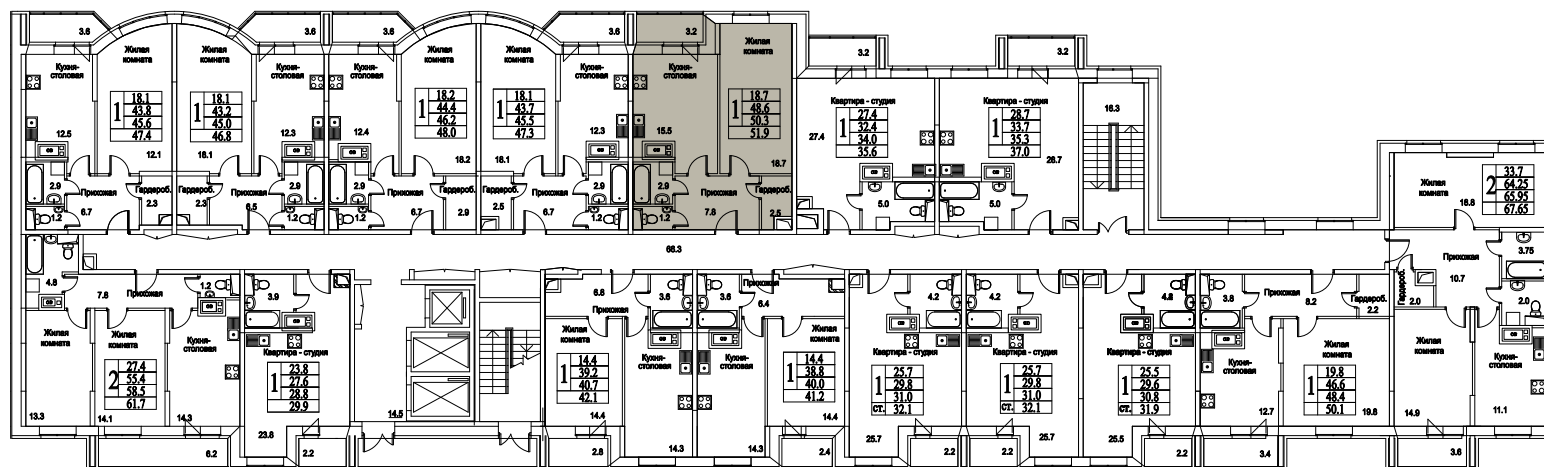 3.6
3.6
3.6
3.6
3.2
3.2
3.2
Жилая
комната
Кухня-
столовая
1
18.1
43.8
45.6
47.4
12.5
12.1
2.9
1.2
Прихожая
6.7
Гардероб.
2.3
Жилая
комната
Кухня-
столовая
1
18.1
43.2
45.0
46.8
12.3
18.1
Гардероб.
2.3
Прихожая
6.5
2.9
1.2
Кухня-
столовая
Жилая
комната
1
18.2
44.4
46.2
48.0
12.4
18.2
2.9
1.2
Прихожая
6.7
Гардероб.
2.9
Жилая
комната
Кухня-
столовая
1
18.1
43.7
45.5
47.3
12.3
18.1
Гардероб.
2.5
Прихожая
6.7
2.9
1.2
Кухня-
столовая
Жилая
комната
1
18.7
48.6
50.3
51.9
15.5
18.7
2.9
1.2
Прихожая
7.8
Гардероб.
2.5
Квартира - студия
1
27.4
32.4
34.0
35.6
27.4
5.0
Квартира - студия
1
28.7
33.7
35.3
37.0
28.7
5.0
16.3
2
33.7
64.25
65.95
67.65
Жилая
комната
16.8
Прихожая
10.7
3.75
Гардероб.
2.0
2.0
66.3
4.8
7.8
Прихожая
1.2
Жилая
комната
Жилая
комната
Кухня-
столовая
2
27.4
55.4
58.5
61.7
13.3
14.1
14.3
6.2
3.9
Квартира - студия
1
23.8
27.6
28.8
29.9
23.8
2.2
14.5
6.8
Прихожая
3.6
Жилая
комната
Кухня-
столовая
1
14.4
39.2
40.7
42.1
14.4
14.3
2.8
3.6
Прихожая
6.4
Кухня-
столовая
Жилая
комната
1
14.4
38.8
40.0
41.2
14.3
14.4
2.4
4.2
Квартира - студия
1
ст.
25.7
29.8
31.0
32.1
25.7
2.2
4.2
Квартира - студия
1
ст.
25.7
29.8
31.0
32.1
25.7
2.2
4.8
Квартира - студия
1
ст.
25.5
29.6
30.8
31.9
25.5
2.2
3.8
Прихожая
8.2
Гардероб.
2.2
Кухня-
столовая
Жилая
комната
1
19.8
46.6
48.4
50.1
12.7
19.8
3.4
Жилая
комната
14.9
Кухня-
столовая
11.1
3.6